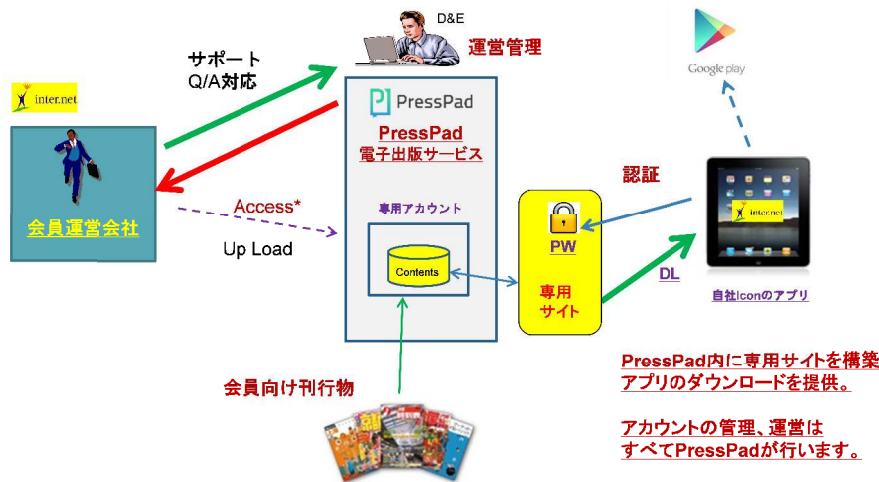 D&E
運営管理
サポート
Q/A対応
inter.net
Google play
PressPad
PressPad
電子出版サービス
会員運営会社
Access*
Up Load
専用アカウント
Contents
認証
PW
専用
サイト
DL
inter.net
自社Iconのアプリ
会員向け刊行物
PressPad内に専用サイトを構築
アプリのダウンロードを提供。
アカウントの管理、運営は
すべてPressPadが行います。